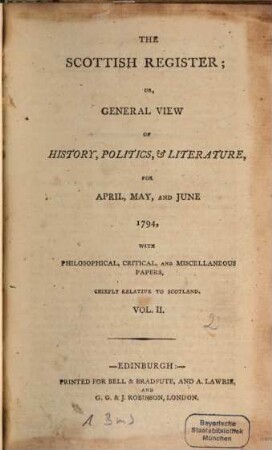 THE
SCOTTISH REGISTER;
OR,
GENERAL VIEW
OF
HISTORY, POLITICS, & LITERATURE,
FOR
APRIL, MAY, AND JUNE
1794,
WITH
PHILOSOPHICAL, CRITICAL, AND MISCELLANEOUS
PAPERS,
CHIEFLY RELATIVE TO SCOTLAND.
VOL. II.
2
—EDINBURGH:—
PRINTED FOR BELL & BRADFUTE, AND A. LAWRIE,
AND
G. G. & J. ROBINSON, LONDON.
Bayerische
Staatsbibliothek
München